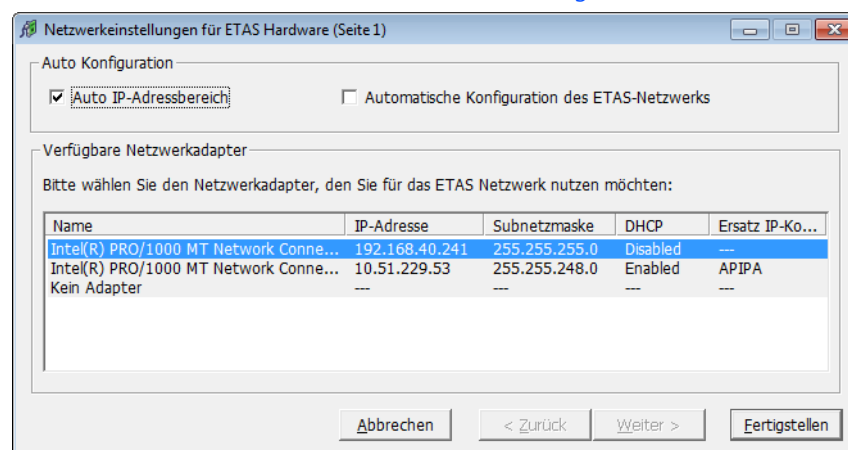 Netzwerkeinstellungen für ETAS Hardware (Seite 1)
Auto Konfiguration
Auto IP-Adressbereich
Automatische Konfiguration des ETAS-Netzwerks
Verfügbare Netzwerkadapter
Bitte wählen Sie den Netzwerkadapter, den Sie für das ETAS Netzwerk nutzen möchten:
Name IP-Adresse Subnetzmaske DHCP Ersatz IP-Ko...
Intel(R) PRO/1000 MT Network Conne... 192.168.40.241 255.255.255.0 Disabled ---
Intel(R) PRO/1000 MT Network Conne... 10.51.229.53 255.255.248.0 Enabled APIPA
Kein Adapter --- --- --- ---
Abbrechen < Zurück Weiter > Fertigstellen